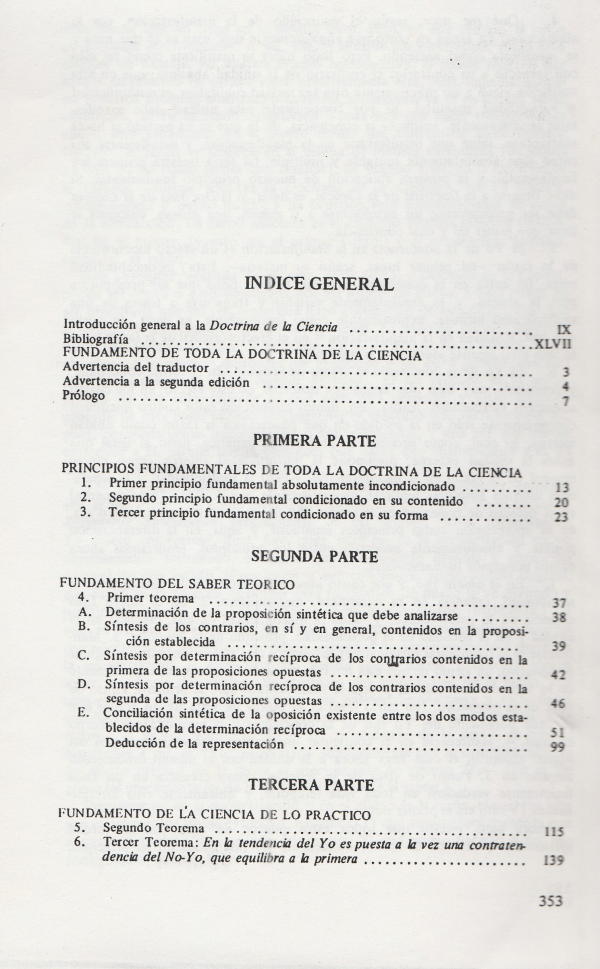 INDICE GENERAL
Introducción general a la Doctrina de la Ciencia ........................... IX
Bibliografía ........................................................XLVII
FUNDAMENTO DE TODA LA DOCTRINA DE LA CIENCIA
Advertencia del traductor .............................................. 3
Advertencia a la segunda edición ........................................ 4
Prólogo ............................................................ 7
PRIMERA PARTE
PRINCIPIOS FUNDAMENTALES DE TODA LA DOCTRINA DE LA CIENCIA
1. Primer principio fundamental absolutamente incondicionado .......... 13
2. Segundo principio fundamental condicionado en su contenido ........ 20
3. Tercer principio fundamental condicionado en su forma ............. 23
SEGUNDA PARTE
FUNDAMENTO DEL SABER TEORICO
4. Primer teorema .............................................. 37
A. Determinación de la proposición sintética que debe analizarse ......... 38
B. Síntesis de los contrarios, en sí y en general, contenidos en la proposi-
ción establecida .......................................... 39
C. Síntesis por determinación recíproca de los contrarios contenidos en la
primera de las proposiciones opuestas ............................. 42
D. Síntesis por determinación recíproca de los contrarios contenidos en la
segunda de las proposiciones opuestas ............................. 46
E. Conciliación sintética de la oposición existente entre los dos modos esta-
blecidos de la determinación recíproca ............................ 51
Deducción de la representación .................................. 99
TERCERA PARTE
FUNDAMENTO DE LA CIENCIA DE LO PRACTICO
5. Segundo Teorema ............................................. 115
6. Tercer Teorema: En la tendencia del Yo es puesta a la vez una contraten-
dencia del No-Yo, que equilibra a la primera ....................... 139
353